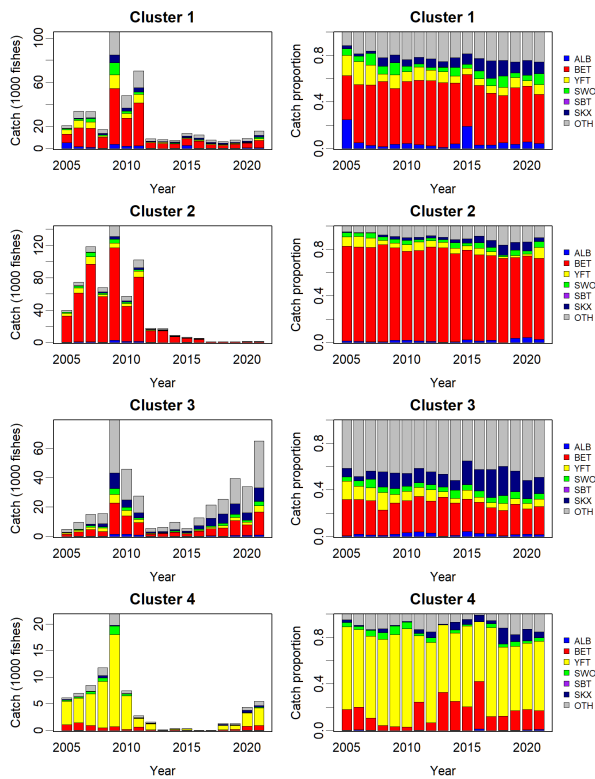 Cluster 1
Catch (1000 fishes)
100
60
20
0
2005 2010 2015 2020
Year
Cluster 1
Catch proportion
0.8
0.4
0.0
2005 2010 2015 2020
Year
ALB
BET
YFT
SWO
SBT
SKX
OTH
Cluster 2
Catch (1000 fishes)
120
80
40
0
2005 2010 2015 2020
Year
Cluster 2
Catch proportion
0.8
0.4
0.0
2005 2010 2015 2020
Year
ALB
BET
YFT
SWO
SBT
SKX
OTH
Cluster 3
Catch (1000 fishes)
60
40
20
0
2005 2010 2015 2020
Year
Cluster 3
Catch proportion
0.8
0.4
0.0
2005 2010 2015 2020
Year
ALB
BET
YFT
SWO
SBT
SKX
OTH
Cluster 4
Catch (1000 fishes)
20
15
10
5
0
2005 2010 2015 2020
Year
Cluster 4
Catch proportion
0.8
0.4
0.0
2005 2010 2015 2020
Year
ALB
BET
YFT
SWO
SBT
SKX
OTH